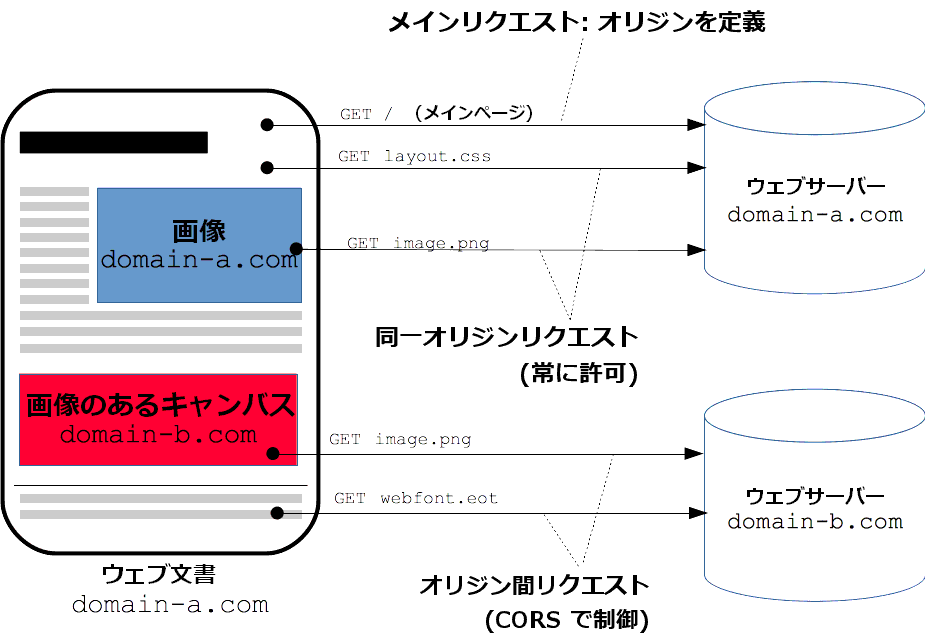 メインリクエスト: オリジンを定義
GET / （メインページ）
GET layout.css
画像
domain-a.com
GET image.png
ウェブサーバー
domain-a.com
同一オリジンリクエスト
(常に許可)
画像のあるキャンバス
domain-b.com
GET image.png
GET webfont.eot
ウェブサーバー
domain-b.com
ウェブ文書
domain-a.com
オリジン間リクエスト
(CORS で制御)